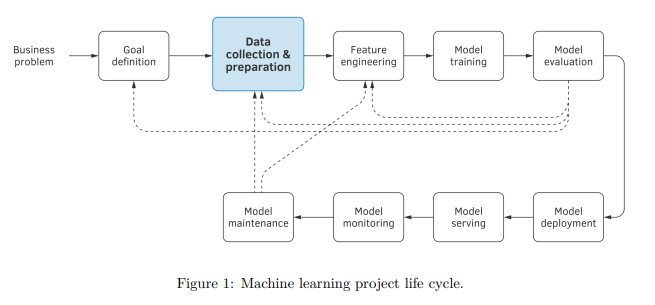 Business
problem
Goal
definition
Data
collection &
preparation
Feature
engineering
Model
training
Model
evaluation
Model
maintenance
Model
monitoring
Model
serving
Model
deployment
Figure 1: Machine learning project life cycle.